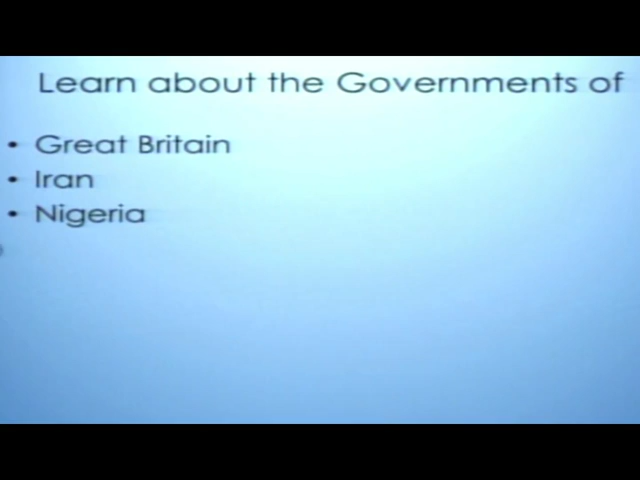 Learn about the Governments of
• Great Britain
• Iran
• Nigeria